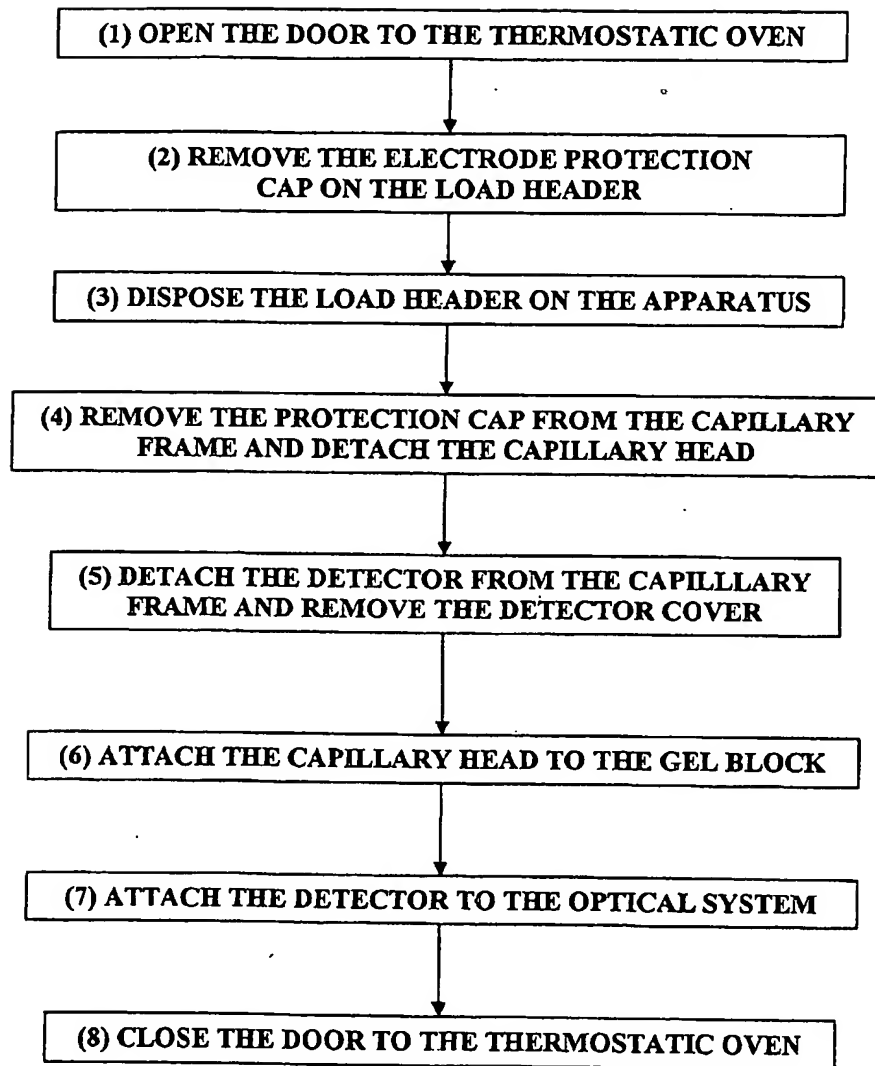 (1) OPEN THE DOOR TO THE THERMOSTATIC OVEN
(2) REMOVE THE ELECTRODE PROTECTION
CAP ON THE LOAD HEADER
(3) DISPOSE THE LOAD HEADER ON THE APPARATUS
(4) REMOVE THE PROTECTION CAP FROM THE CAPILLARY
FRAME AND DETACH THE CAPILLARY HEAD
(5) DETACH THE DETECTOR FROM THE CAPILLLARY
FRAME AND REMOVE THE DETECTOR COVER
(6) ATTACH THE CAPILLARY HEAD TO THE GEL BLOCK
(7) ATTACH THE DETECTOR TO THE OPTICAL SYSTEM
(8) CLOSE THE DOOR TO THE THERMOSTATIC OVEN